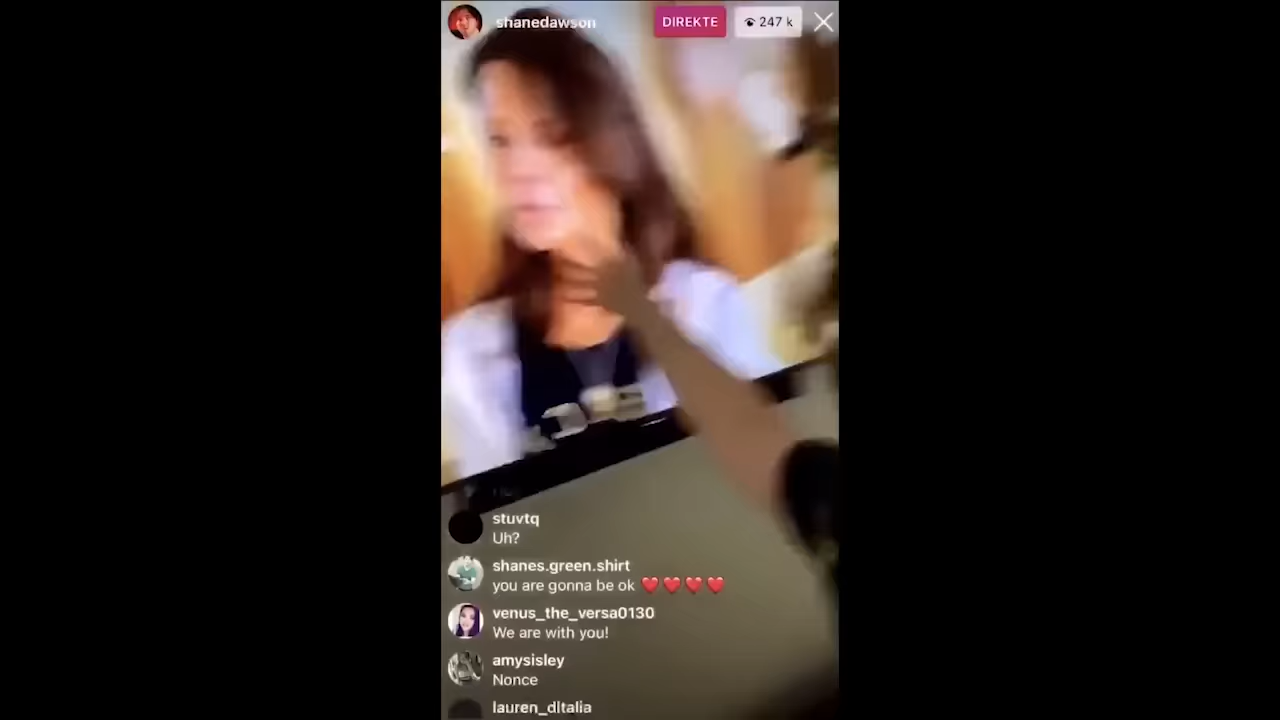 shanedawson
DIREKTE
247 k
stuvtq
Uh?
shanes.green.shirt
you are gonna be ok ❤️❤️❤️❤️
venus_the_versa0130
We are with you!
amysisley
Nonce
lauren_dltalia